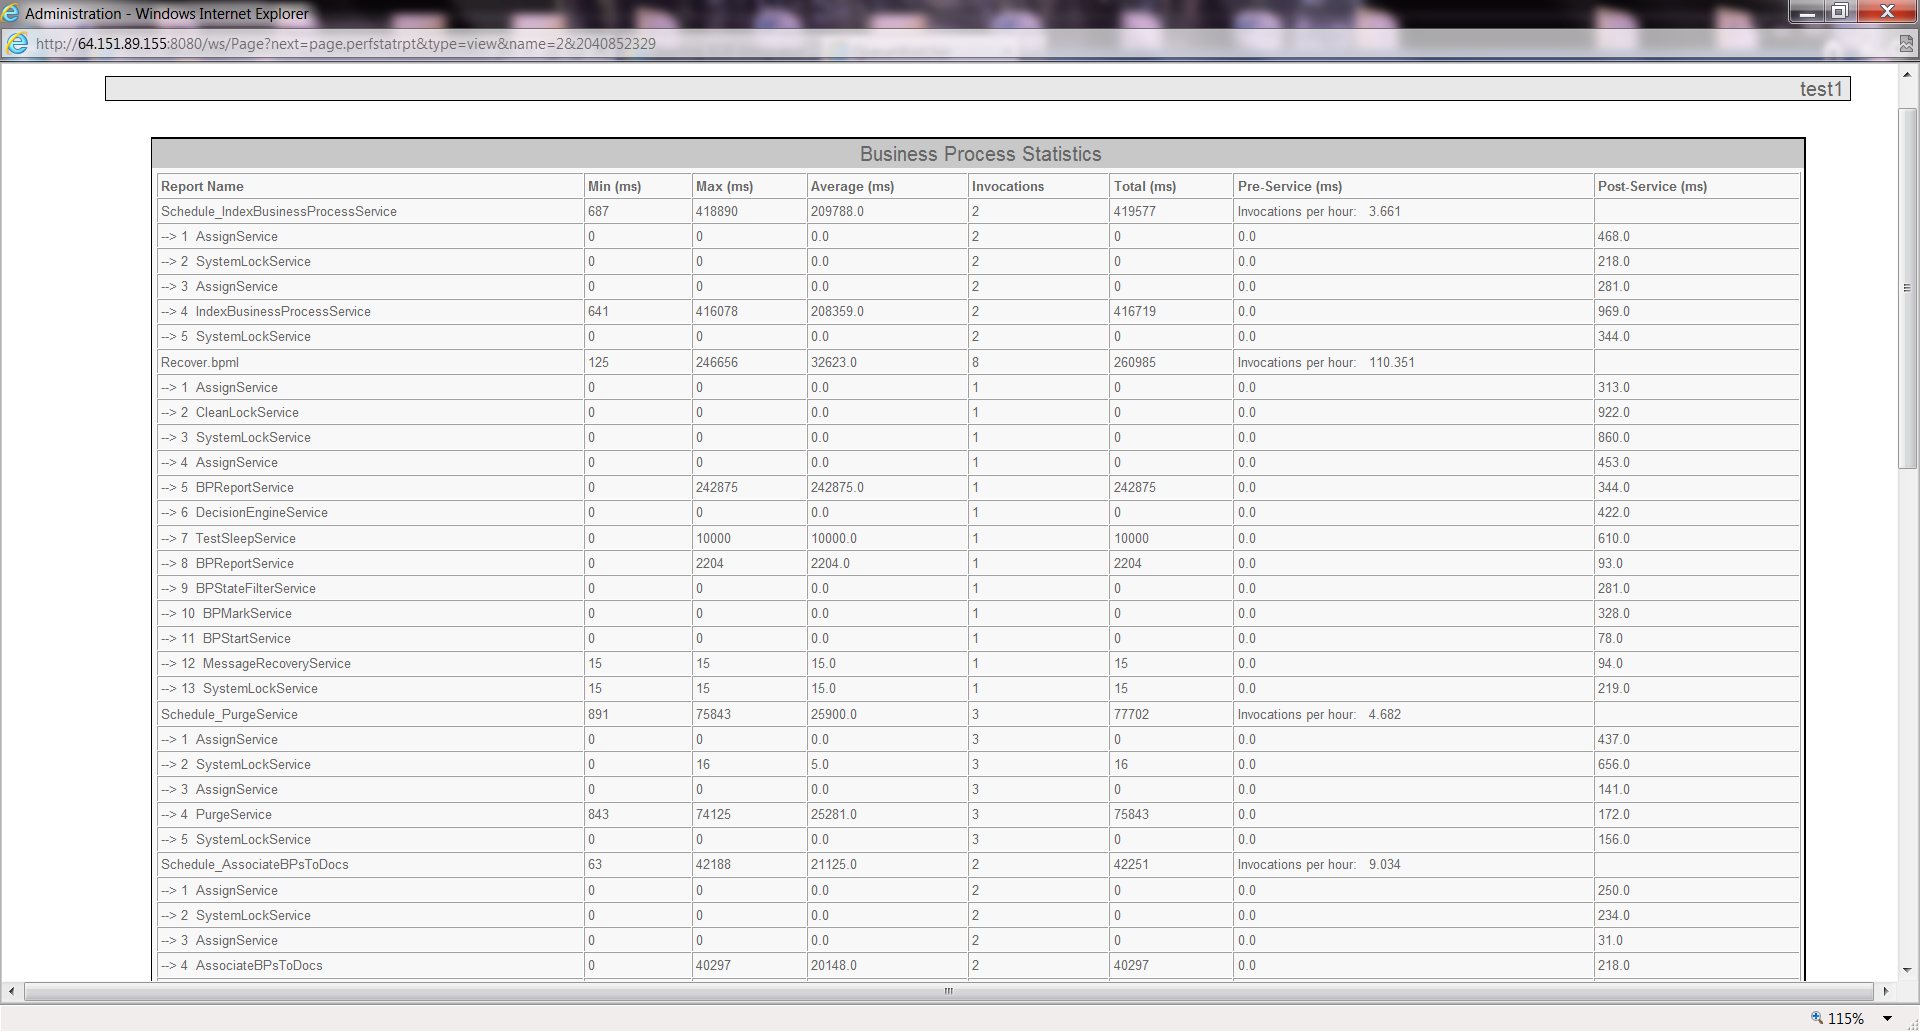 Administration - Windows Internet Explorer
http://64.151.89.155:8080/ws/Page?next=page.perfstatrpt&type=view&name=2&2040852329
test1
Business Process Statistics
Report Name Min (ms) Max (ms) Average (ms) Invocations Total (ms) Pre-Service (ms) Post-Service (ms)
Schedule_IndexBusinessProcessService 687 418890 209788.0 2 419577 Invocations per hour: 3.661
--> 1 AssignService 0 0 0.0 2 0 0.0 468.0
--> 2 SystemLockService 0 0 0.0 2 0 0.0 218.0
--> 3 AssignService 0 0 0.0 2 0 0.0 281.0
--> 4 IndexBusinessProcessService 641 416078 208359.0 2 416719 0.0 969.0
--> 5 SystemLockService 0 0 0.0 2 0 0.0 344.0
Recover.bpml 125 246656 32623.0 8 260985 Invocations per hour: 110.351
--> 1 AssignService 0 0 0.0 1 0 0.0 313.0
--> 2 CleanLockService 0 0 0.0 1 0 0.0 922.0
--> 3 SystemLockService 0 0 0.0 1 0 0.0 860.0
--> 4 AssignService 0 0 0.0 1 0 0.0 453.0
--> 5 BPReportService 0 242875 242875.0 1 242875 0.0 344.0
--> 6 DecisionEngineService 0 0 0.0 1 0 0.0 422.0
--> 7 TestSleepService 0 10000 10000.0 1 10000 0.0 610.0
--> 8 BPReportService 0 2204 2204.0 1 2204 0.0 93.0
--> 9 BPStateFilterService 0 0 0.0 1 0 0.0 281.0
--> 10 BPMarkService 0 0 0.0 1 0 0.0 328.0
--> 11 BPStartService 0 0 0.0 1 0 0.0 78.0
--> 12 MessageRecoveryService 15 15 15.0 1 15 0.0 94.0
--> 13 SystemLockService 15 15 15.0 1 15 0.0 219.0
Schedule_PurgeService 891 75843 25900.0 3 77702 Invocations per hour: 4.682
--> 1 AssignService 0 0 0.0 3 0 0.0 437.0
--> 2 SystemLockService 0 16 5.0 3 16 0.0 656.0
--> 3 AssignService 0 0 0.0 3 0 0.0 141.0
--> 4 PurgeService 843 74125 25281.0 3 75843 0.0 172.0
--> 5 SystemLockService 0 0 0.0 3 0 0.0 156.0
Schedule_AssociateBPsToDocs 63 42188 21125.0 2 42251 Invocations per hour: 9.034
--> 1 AssignService 0 0 0.0 2 0 0.0 250.0
--> 2 SystemLockService 0 0 0.0 2 0 0.0 234.0
--> 3 AssignService 0 0 0.0 2 0 0.0 31.0
--> 4 AssociateBPsToDocs 0 40297 20148.0 2 40297 0.0 218.0
115%